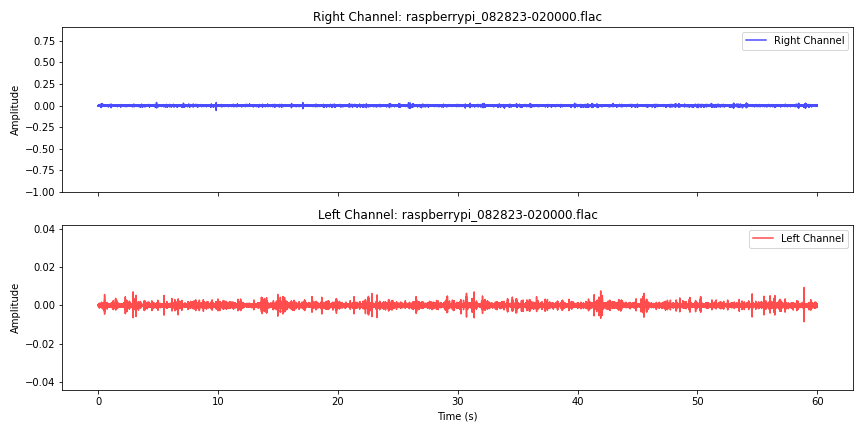 Right Channel: raspberrypi_082823-020000.flac
Right Channel
0.75
0.50
0.25
0.00
−0.25
−0.50
−0.75
−1.00
Amplitude
Left Channel: raspberrypi_082823-020000.flac
Left Channel
0.04
0.02
0.00
−0.02
−0.04
Amplitude
0 10 20 30 40 50 60
Time (s)